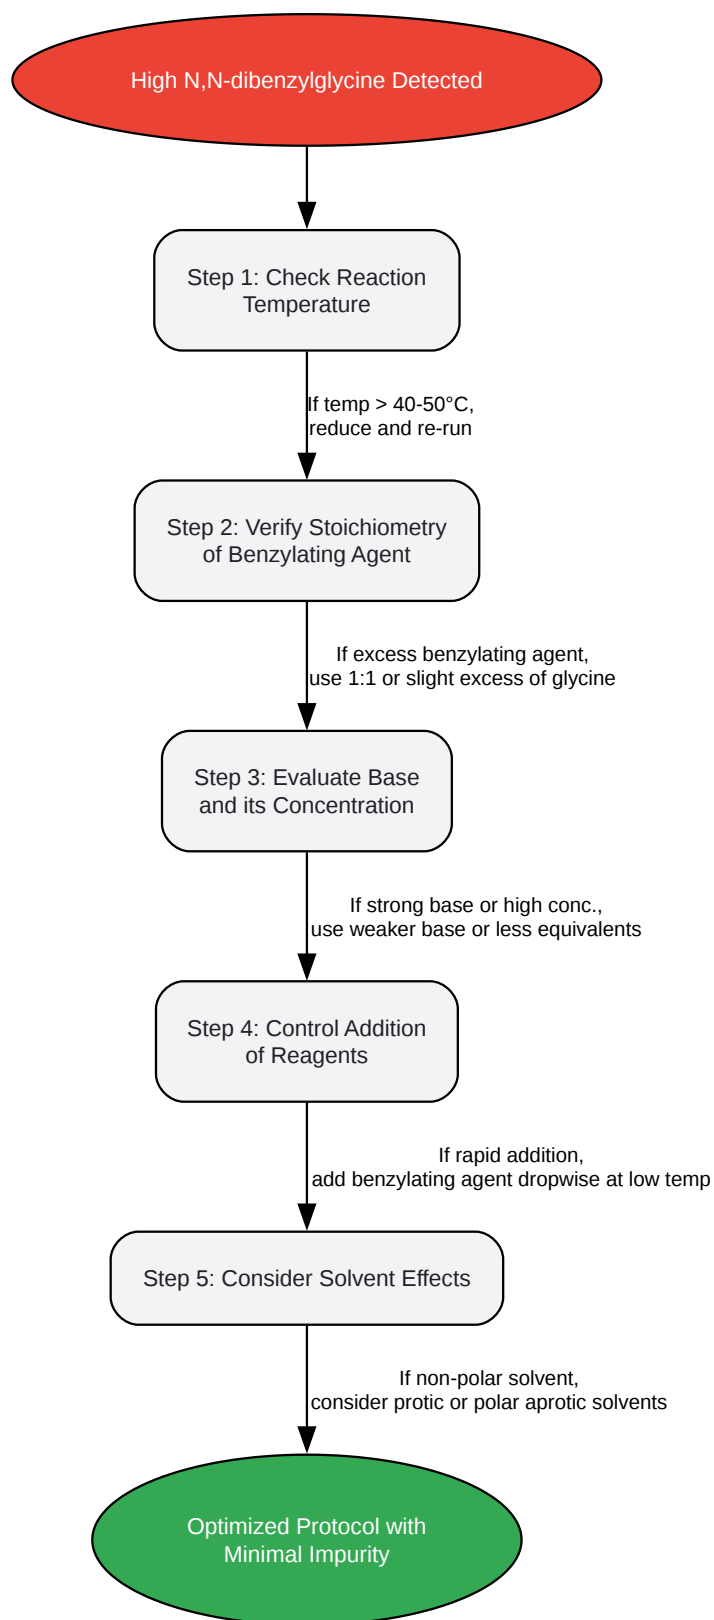 High N,N-dibenzylglycine Detected
Step 1: Check Reaction
Temperature
If temp > 40-50°C,
reduce and re-run
Step 2: Verify Stoichiometry
of Benzylating Agent
If excess benzylating agent,
use 1:1 or slight excess of glycine
Step 3: Evaluate Base
and its Concentration
If strong base or high conc.,
use weaker base or less equivalents
Step 4: Control Addition
of Reagents
If rapid addition,
add benzylating agent dropwise at low temp
Step 5: Consider Solvent Effects
If non-polar solvent,
consider protic or polar aprotic solvents
Optimized Protocol with
Minimal Impurity